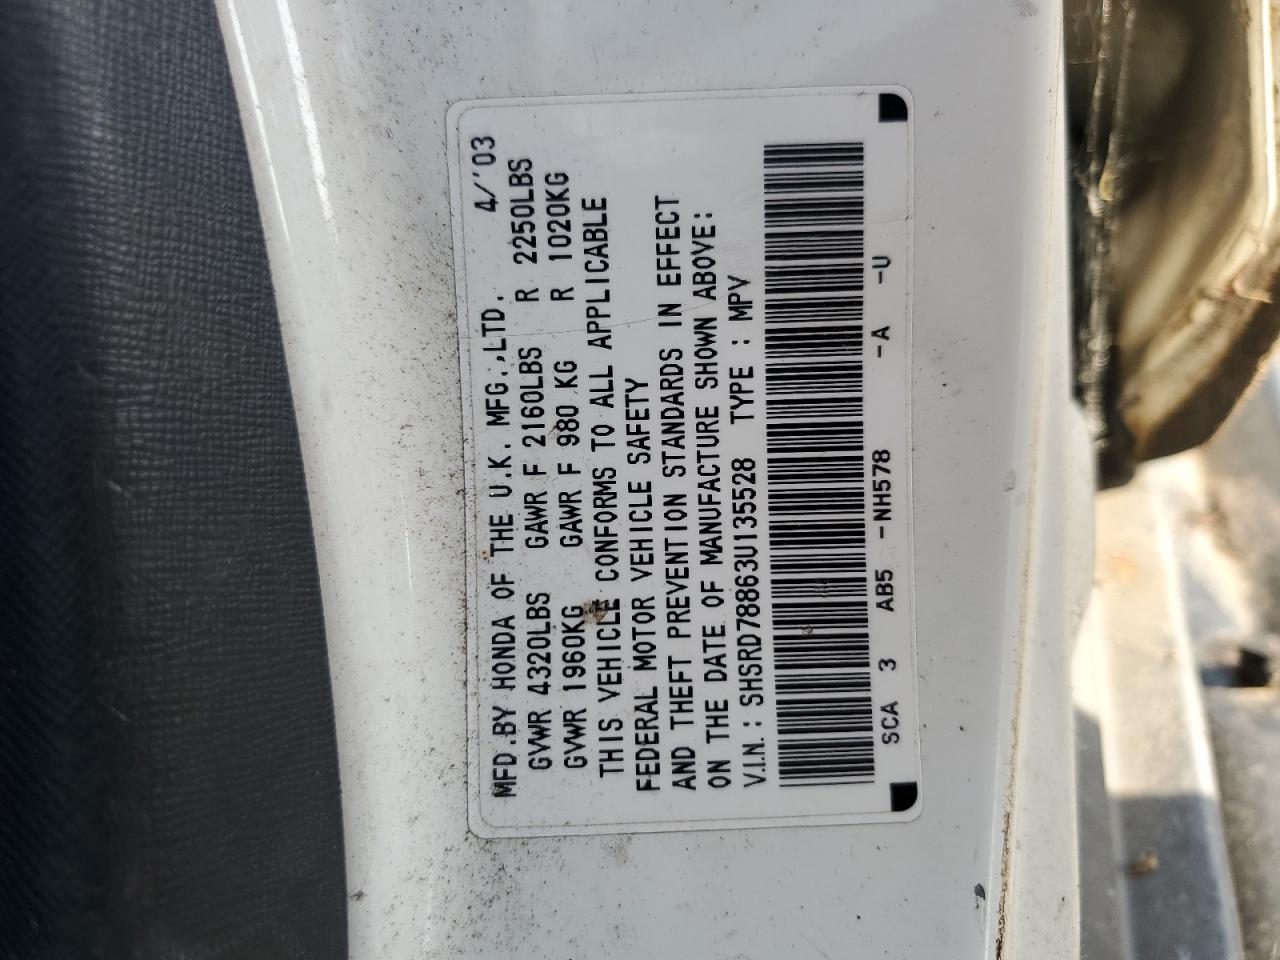 MFD.BY HONDA OF THE U.K. MFG.,LTD. 4/'03
GVWR 4320LBS GAWR F 2160LBS R 2250LBS
GVWR 1960KG GAWR F 980 KG R 1020KG
THIS VEHICLE CONFORMS TO ALL APPLICABLE
FEDERAL MOTOR VEHICLE SAFETY
AND THEFT PREVENTION STANDARDS IN EFFECT
ON THE DATE OF MANUFACTURE SHOWN ABOVE:
V.I.N.: SHSRD78863U135528 TYPE : MPV
SCA 3 AB5 -NH578 -A -U